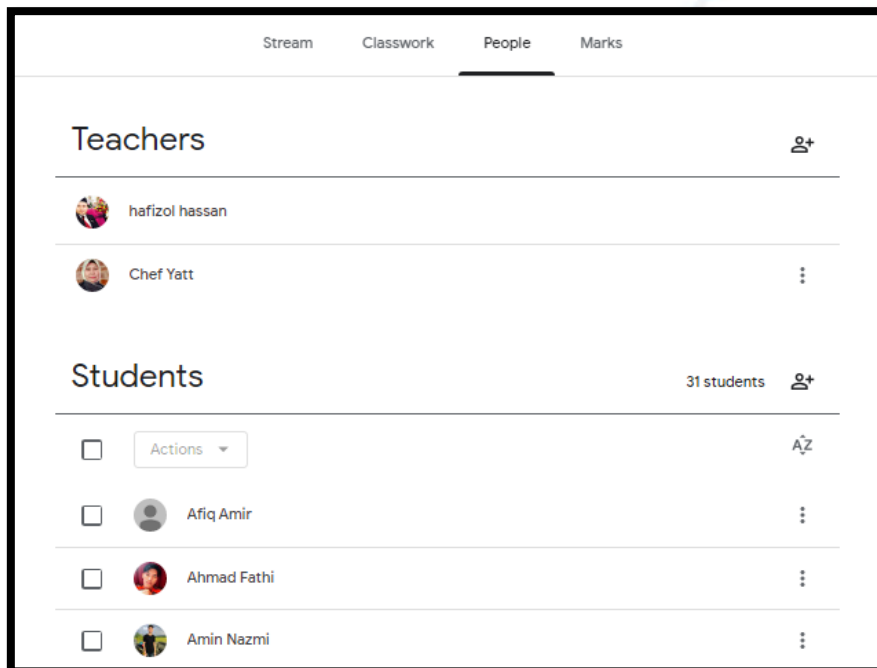 Stream Classwork People Marks
Teachers
hafizol hassan
Chef Yatt
Students 31 students
Actions AZ
Afiq Amir
Ahmad Fathi
Amin Nazmi